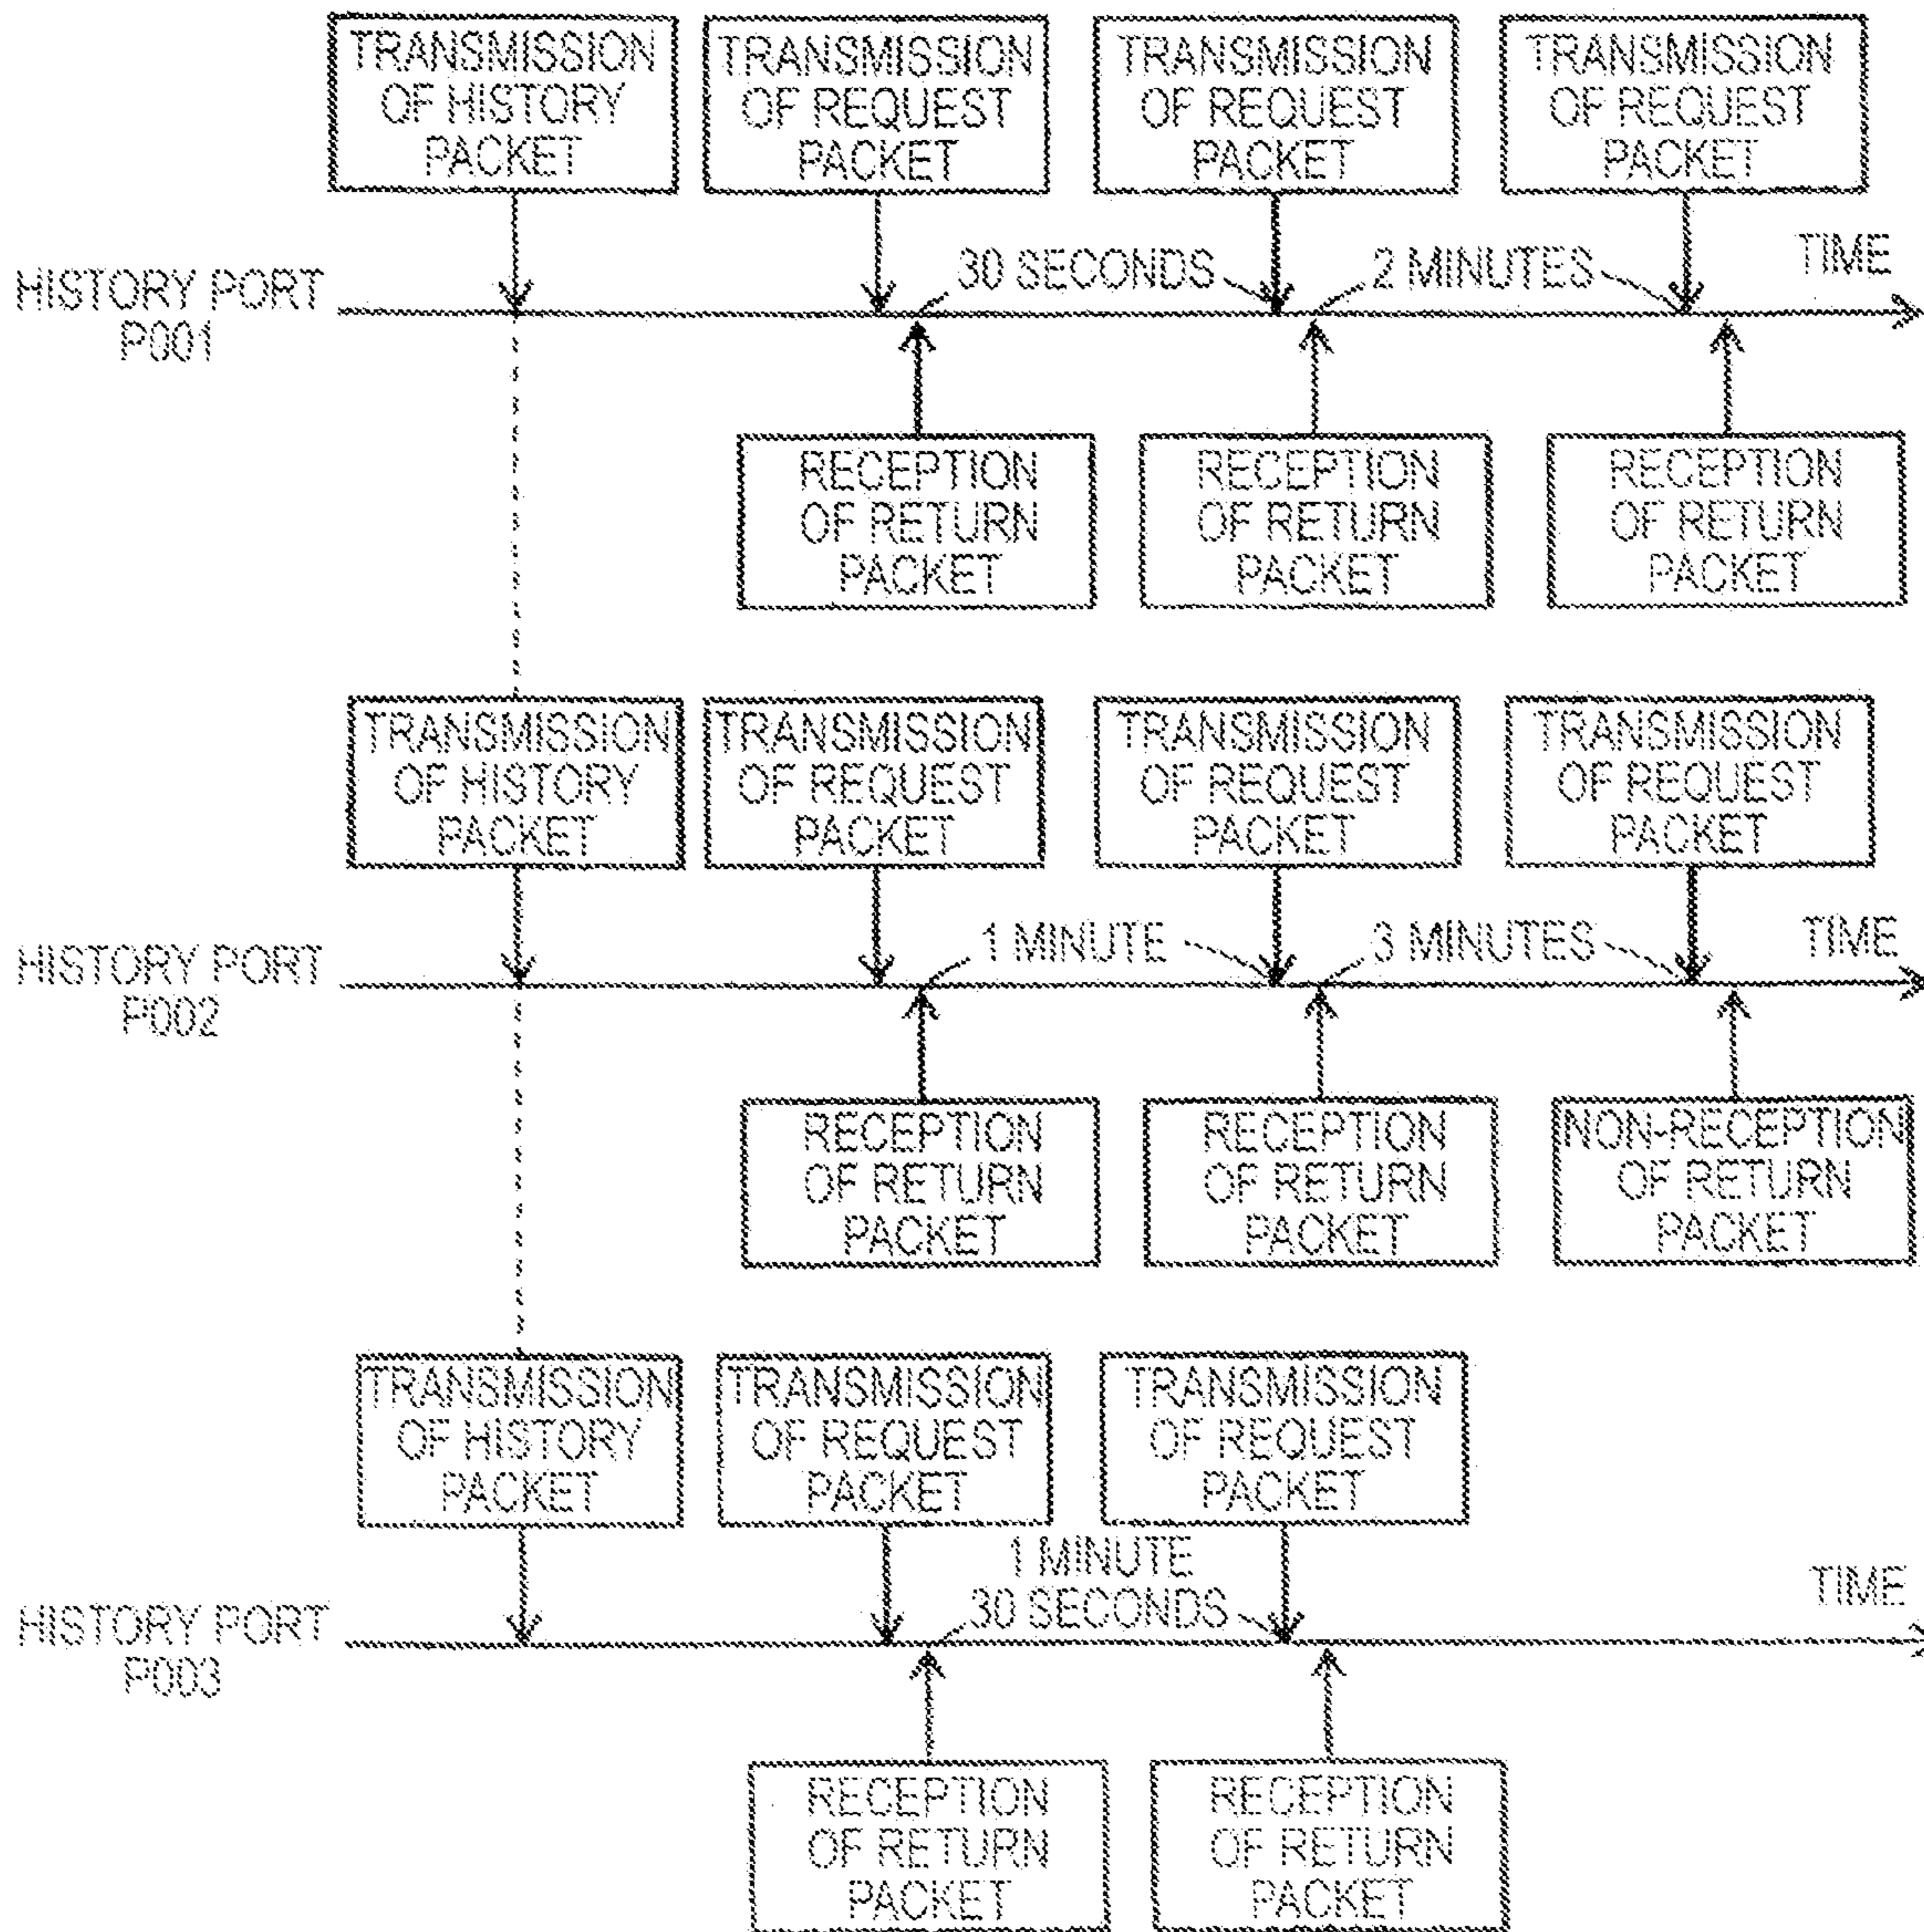 TRANSMISSION
OF HISTORY
PACKET
TRANSMISSION
OF REQUEST
PACKET
TRANSMISSION
OF REQUEST
PACKET
TRANSMISSION
OF REQUEST
PACKET
HISTORY PORT
P001
30 SECONDS
2 MINUTES
TIME
RECEPTION
OF RETURN
PACKET
RECEPTION
OF RETURN
PACKET
RECEPTION
OF RETURN
PACKET
TRANSMISSION
OF HISTORY
PACKET
TRANSMISSION
OF REQUEST
PACKET
TRANSMISSION
OF REQUEST
PACKET
TRANSMISSION
OF REQUEST
PACKET
HISTORY PORT
P002
1 MINUTE
3 MINUTES
TIME
RECEPTION
OF RETURN
PACKET
RECEPTION
OF RETURN
PACKET
NON-RECEPTION
OF RETURN
PACKET
TRANSMISSION
OF HISTORY
PACKET
TRANSMISSION
OF REQUEST
PACKET
TRANSMISSION
OF REQUEST
PACKET
HISTORY PORT
P003
1 MINUTE
30 SECONDS
TIME
RECEPTION
OF RETURN
PACKET
RECEPTION
OF RETURN
PACKET